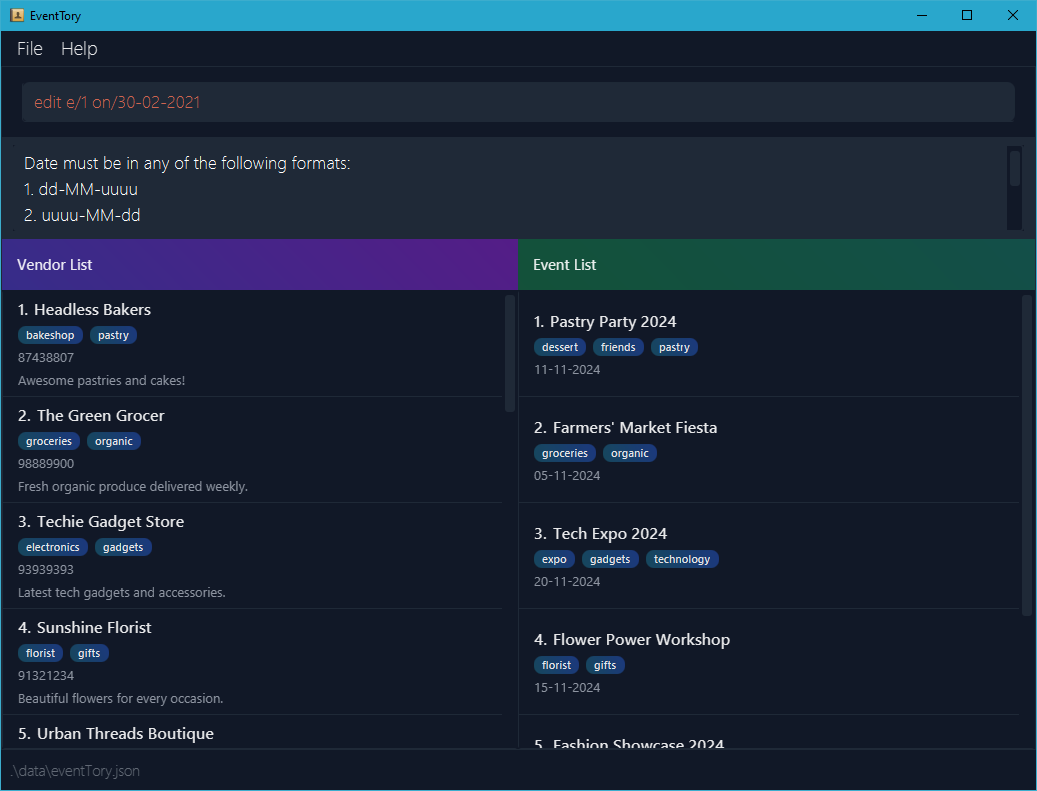 EventTory
File Help
edit e/1 on/30-02-2021
Date must be in any of the following formats:
1. dd-MM-uuuu
2. uuuu-MM-dd
Vendor List
1. Headless Bakers
bakeshop pastry
87438807
Awesome pastries and cakes!
2. The Green Grocer
groceries organic
98889900
Fresh organic produce delivered weekly.
3. Techie Gadget Store
electronics gadgets
93939393
Latest tech gadgets and accessories.
4. Sunshine Florist
florist gifts
91321234
Beautiful flowers for every occasion.
5. Urban Threads Boutique
Event List
1. Pastry Party 2024
dessert friends pastry
11-11-2024
2. Farmers' Market Fiesta
groceries organic
05-11-2024
3. Tech Expo 2024
expo gadgets technology
20-11-2024
4. Flower Power Workshop
florist gifts
15-11-2024
5. Fashion Showcase 2024
.\data\eventTory.json